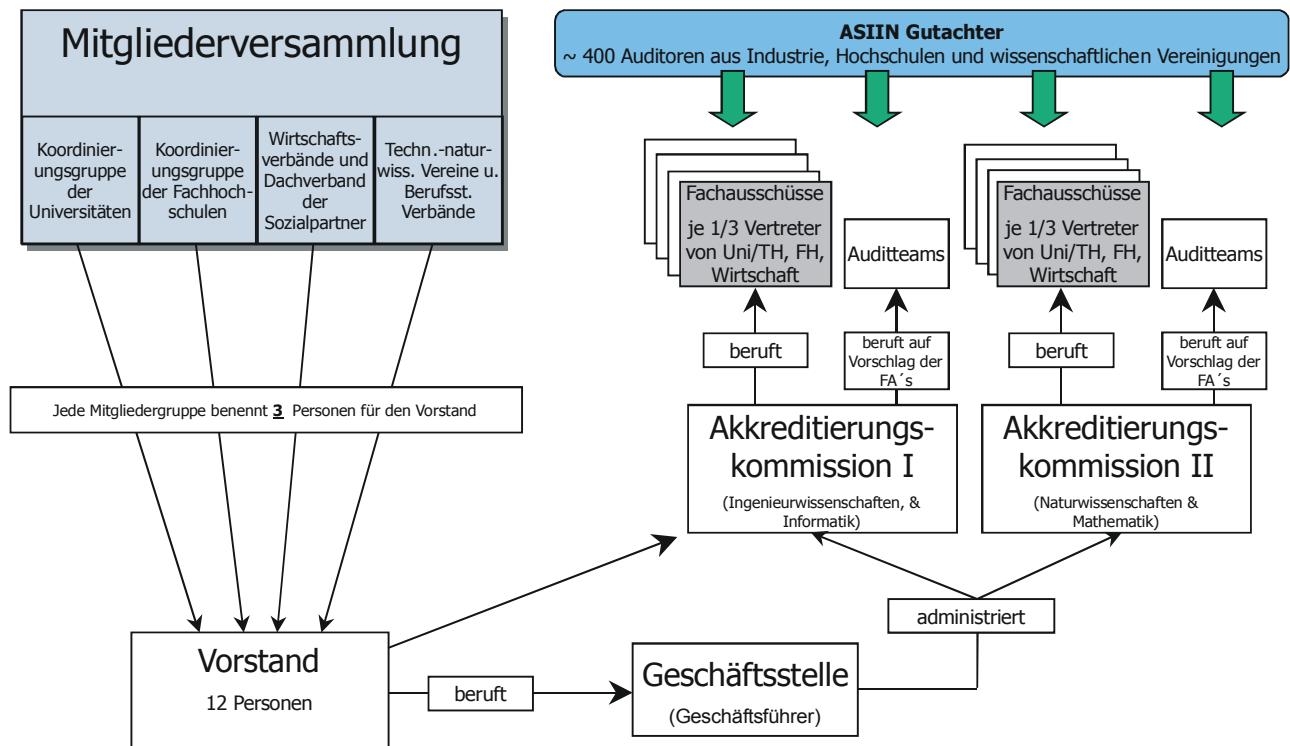 Mitgliederversammlung
Koordinier-
ungsgruppe
der
Universitäten
Koordinier-
ungsgruppe
der Fachhoch-
schulen
Wirtschafts-
verbände und
Dachverband
der
Sozialpartner
Techn.-natur-
wiss. Vereine u.
Berufsst.
Verbände
Jede Mitgliedergruppe benennt 3 Personen für den Vorstand
Vorstand
12 Personen
beruft
Geschäftsstelle
(Geschäftsführer)
administriert
ASIIN Gutachter
~ 400 Auditoren aus Industrie, Hochschulen und wissenschaftlichen Vereinigungen
Fachausschüsse
je 1/3 Vertreter
von Uni/TH, FH,
Wirtschaft
Auditteams
beruft
beruft auf
Vorschlag der
FA´s
Akkreditierungs-
kommission I
(Ingenieurwissenschaften, &
Informatik)
Fachausschüsse
je 1/3 Vertreter
von Uni/TH, FH,
Wirtschaft
Auditteams
beruft
beruft auf
Vorschlag der
FA´s
Akkreditierungs-
kommission II
(Naturwissenschaften &
Mathematik)